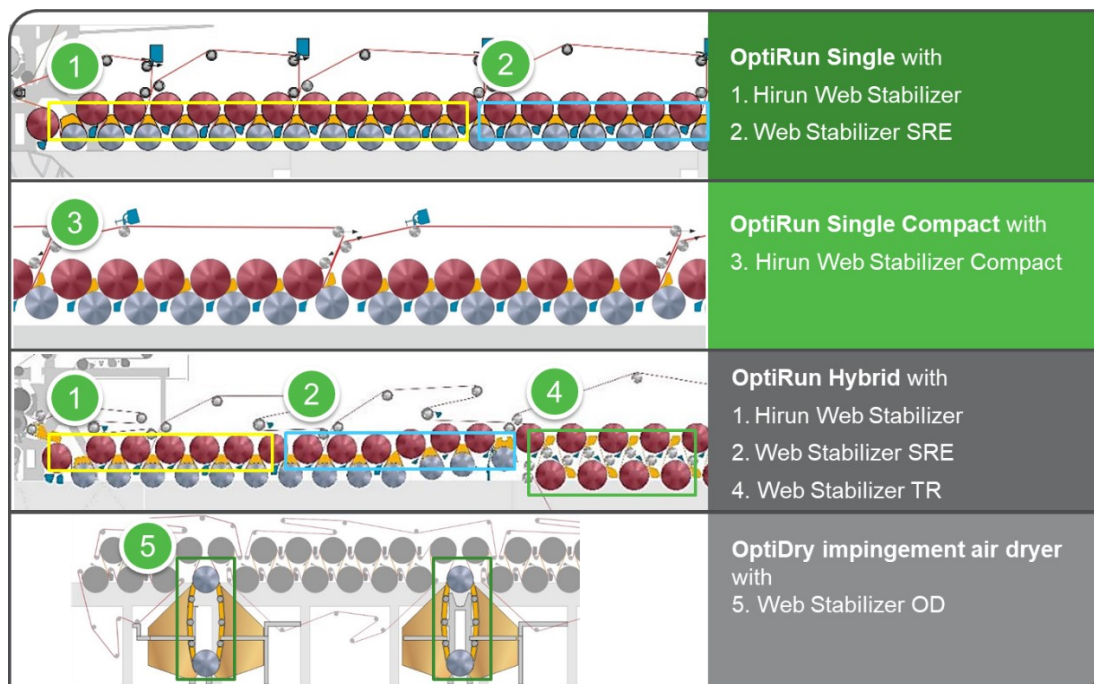 1
2
OptiRun Single with
1. Hirun Web Stabilizer
2. Web Stabilizer SRE
3
OptiRun Single Compact with
3. Hirun Web Stabilizer Compact
1
2
4
OptiRun Hybrid with
1. Hirun Web Stabilizer
2. Web Stabilizer SRE
4. Web Stabilizer TR
5
OptiDry impingement air dryer
with
5. Web Stabilizer OD